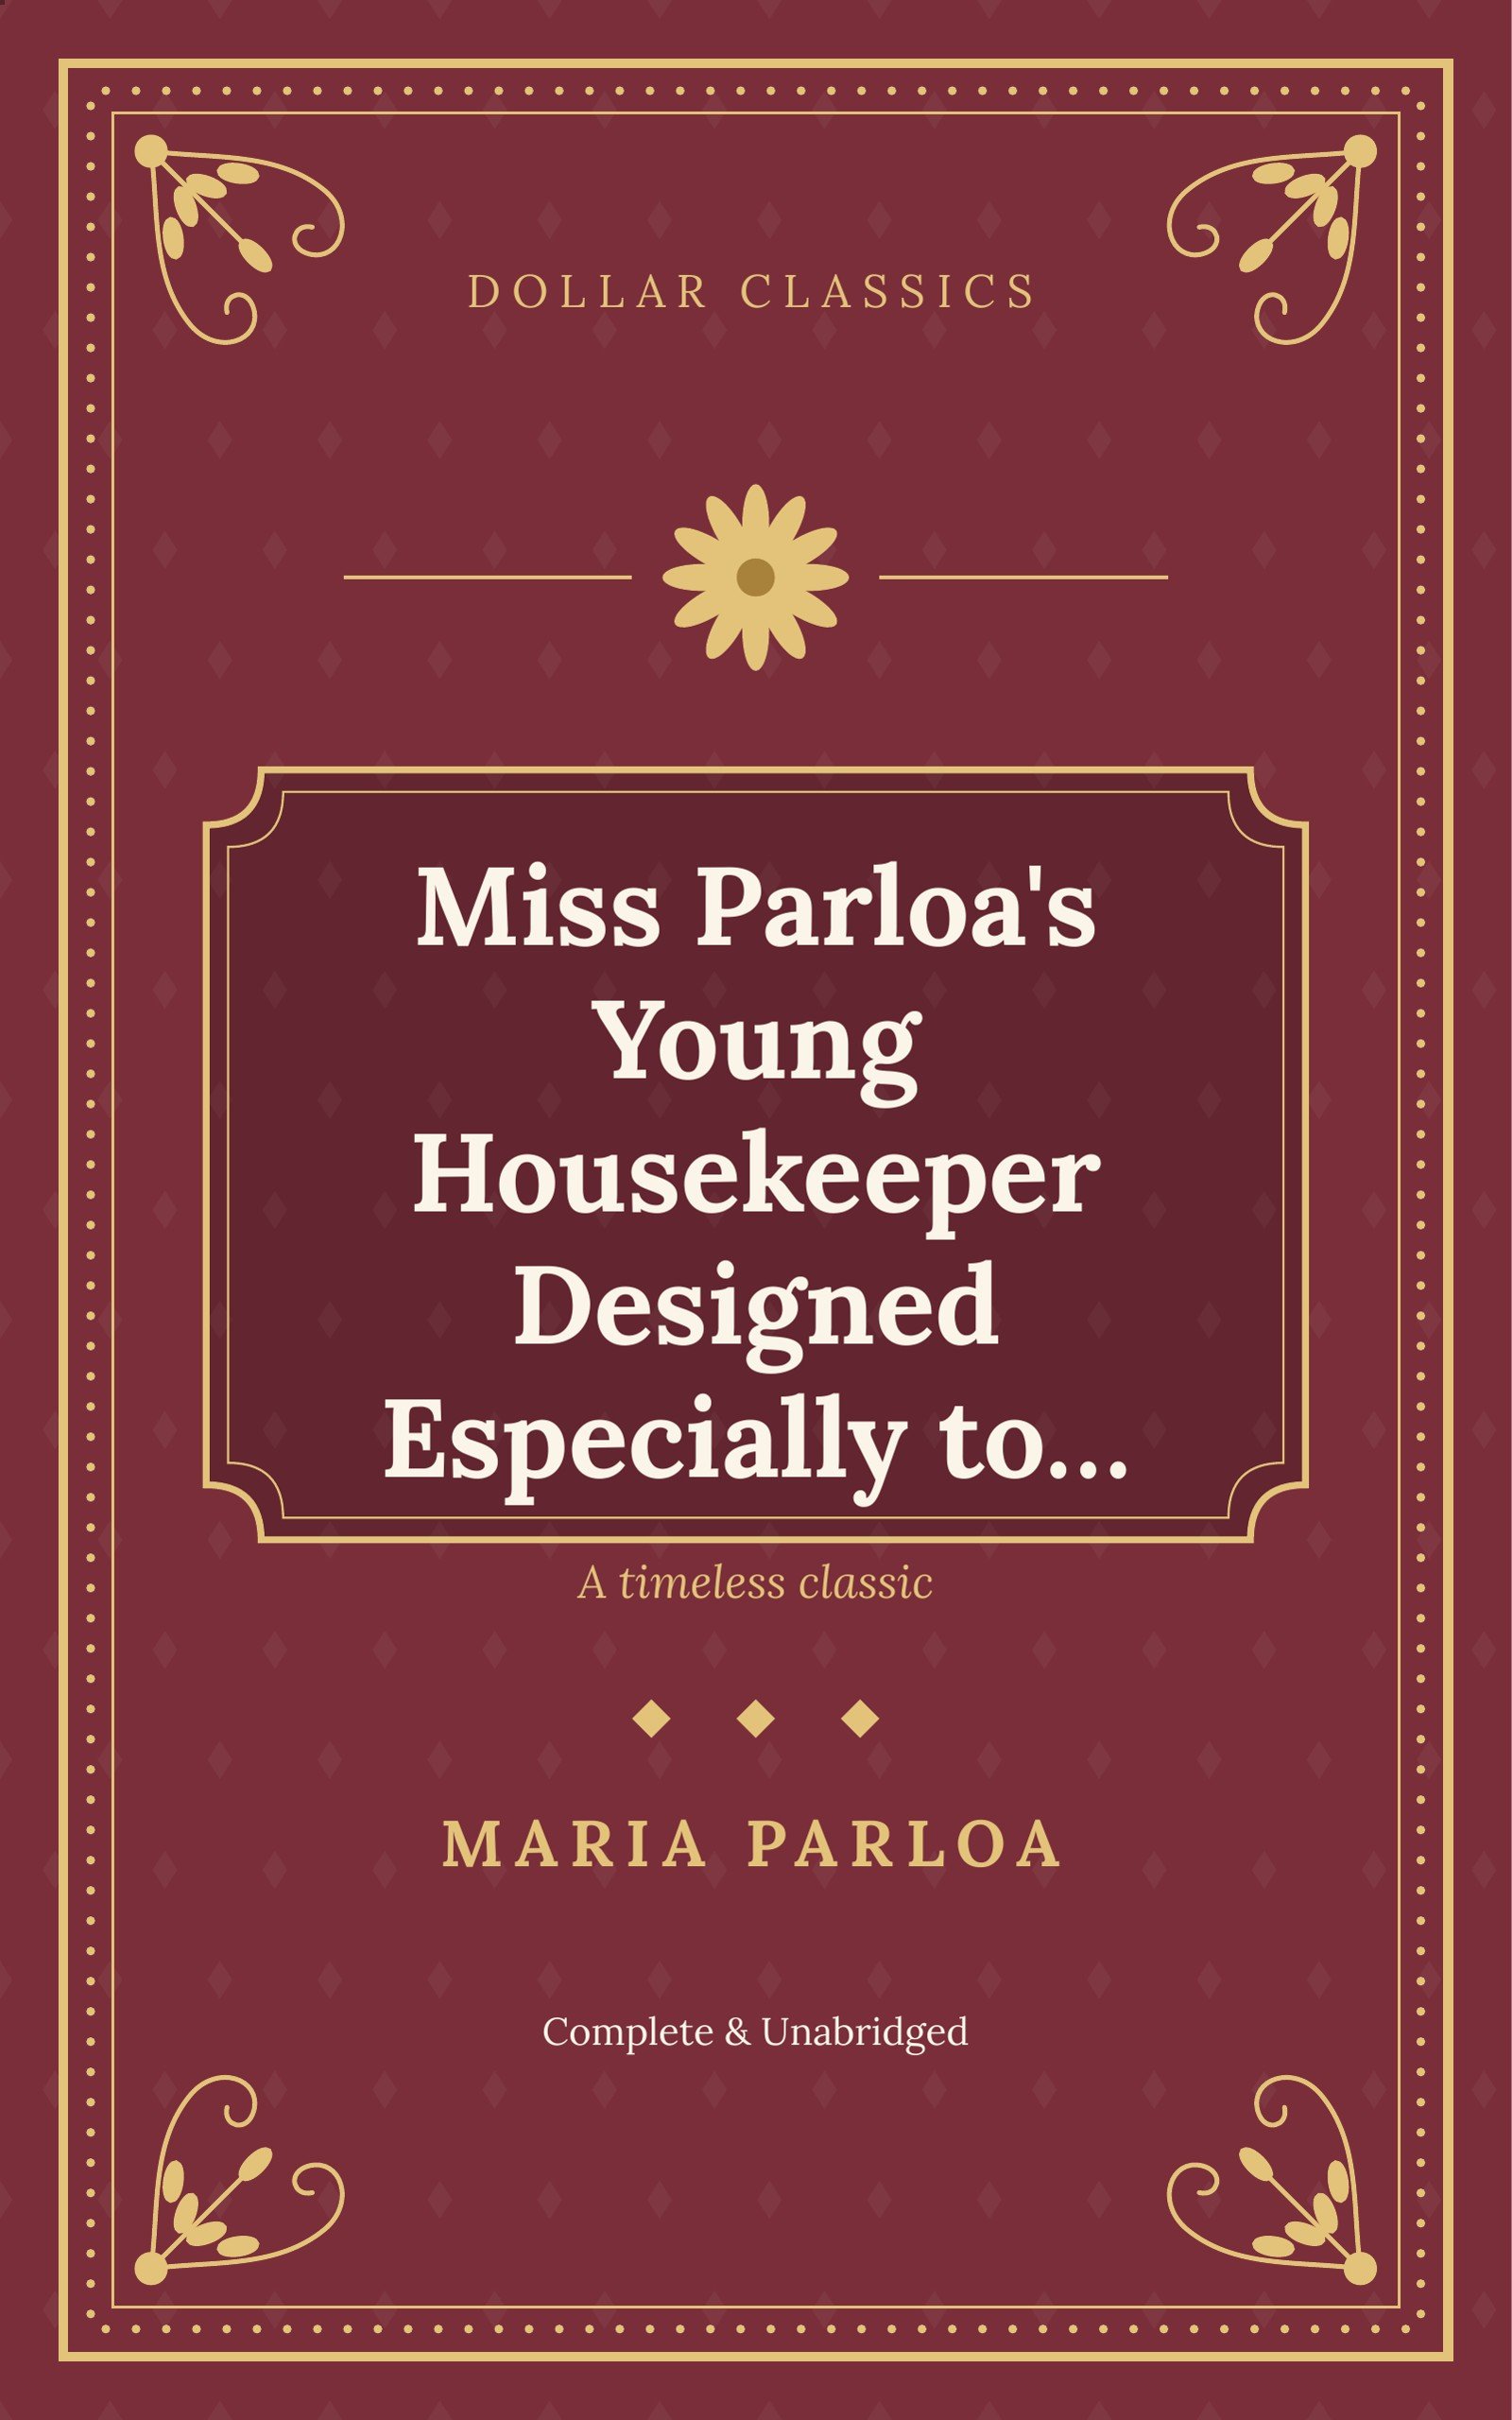 DOLLAR CLASSICS
Miss Parloa's
Young
Housekeeper
Designed
Especially to...
A timeless classic
MARIA PARLOA
Complete & Unabridged